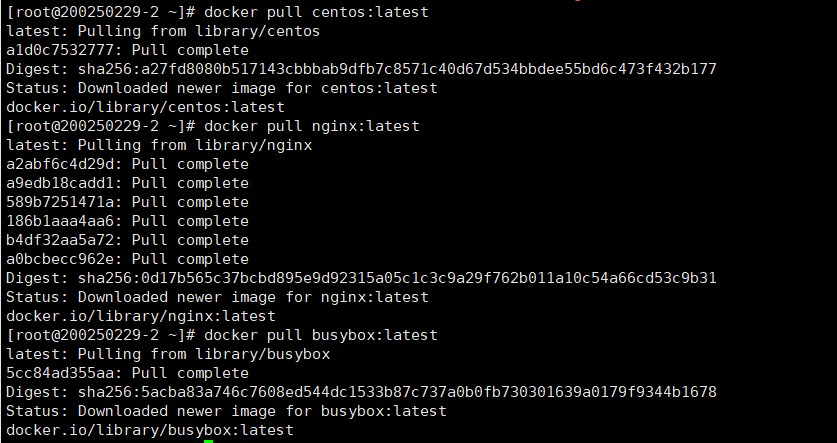 [root@200250229-2 ~]# docker pull centos:latest
latest: Pulling from library/centos
a1d0c7532777: Pull complete
Digest: sha256:a27fd8080b517143cbbbab9dfb7c8571c40d67d534bbdee55bd6c473f432b177
Status: Downloaded newer image for centos:latest
docker.io/library/centos:latest
[root@200250229-2 ~]# docker pull nginx:latest
latest: Pulling from library/nginx
a2abf6c4d29d: Pull complete
a9edb18cadd1: Pull complete
589b7251471a: Pull complete
186b1aaa4aa6: Pull complete
b4df32aa5a72: Pull complete
a0bcbecc962e: Pull complete
Digest: sha256:0d17b565c37bcbd895e9d92315a05c1c3c9a29f762b011a10c54a66cd53c9b31
Status: Downloaded newer image for nginx:latest
docker.io/library/nginx:latest
[root@200250229-2 ~]# docker pull busybox:latest
latest: Pulling from library/busybox
5cc84ad355aa: Pull complete
Digest: sha256:5acba83a746c7608ed544dc1533b87c737a0b0fb730301639a0179f9344b1678
Status: Downloaded newer image for busybox:latest
docker.io/library/busybox:latest